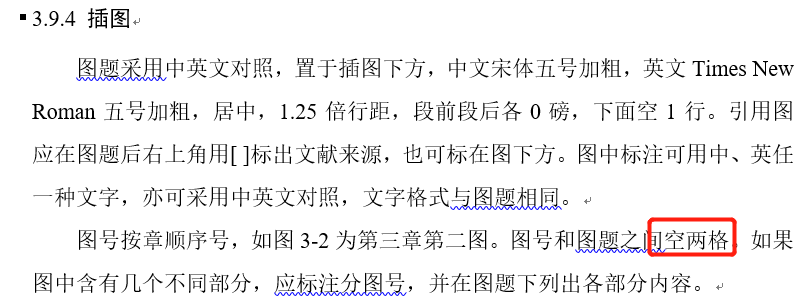 3.9.4 插图
图题采用中英文对照，置于插图下方，中文宋体五号加粗，英文 Times New
Roman 五号加粗，居中，1.25 倍行距，段前段后各 0 磅，下面空 1 行。引用图
应在图题后右上角用[ ]标出文献来源，也可标在图下方。图中标注可用中、英任
一种文字，亦可采用中英文对照，文字格式与图题相同。
图号按章顺序号，如图 3-2 为第三章第二图。图号和图题之间空两格。如果
图中含有几个不同部分，应标注分图号，并在图题下列出各部分内容。